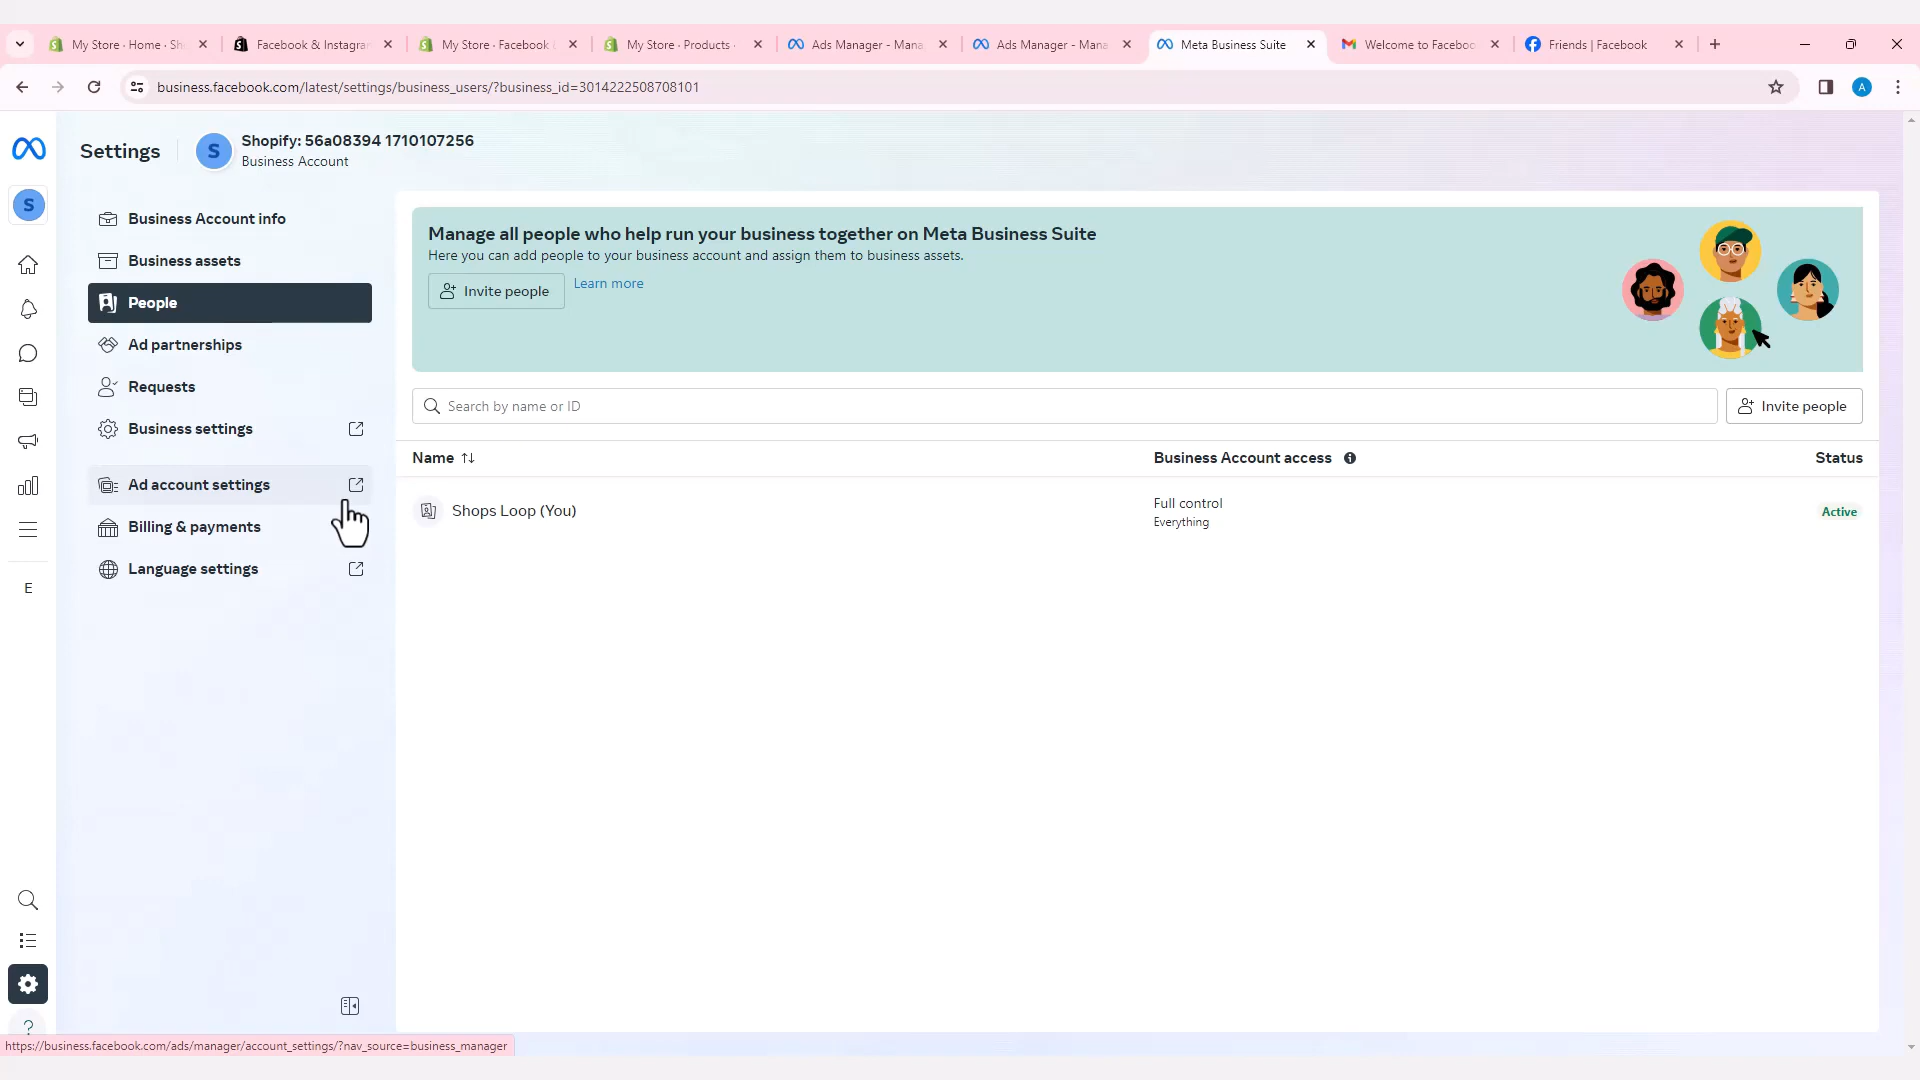 My Store · Home · Sh
Facebook & Instagram
My Store · Facebook
My Store · Products ·
Ads Manager - Mana
Ads Manager - Mana
Meta Business Suite
Welcome to Faceboo
Friends | Facebook
business.facebook.com/latest/settings/business_users/?business_id=3014222508708101
A
Settings
S
Shopify: 56a08394 1710107256
Business Account
S
E
?
Business Account info
Business assets
People
Ad partnerships
Requests
Business settings
Ad account settings
Billing & payments
Language settings
Manage all people who help run your business together on Meta Business Suite
Here you can add people to your business account and assign them to business assets.
Invite people
Learn more
Search by name or ID
Invite people
Name
Business Account access
Status
Shops Loop (You)
Full control
Everything
Active
https://business.facebook.com/ads/manager/account_settings/?nav_source=business_manager